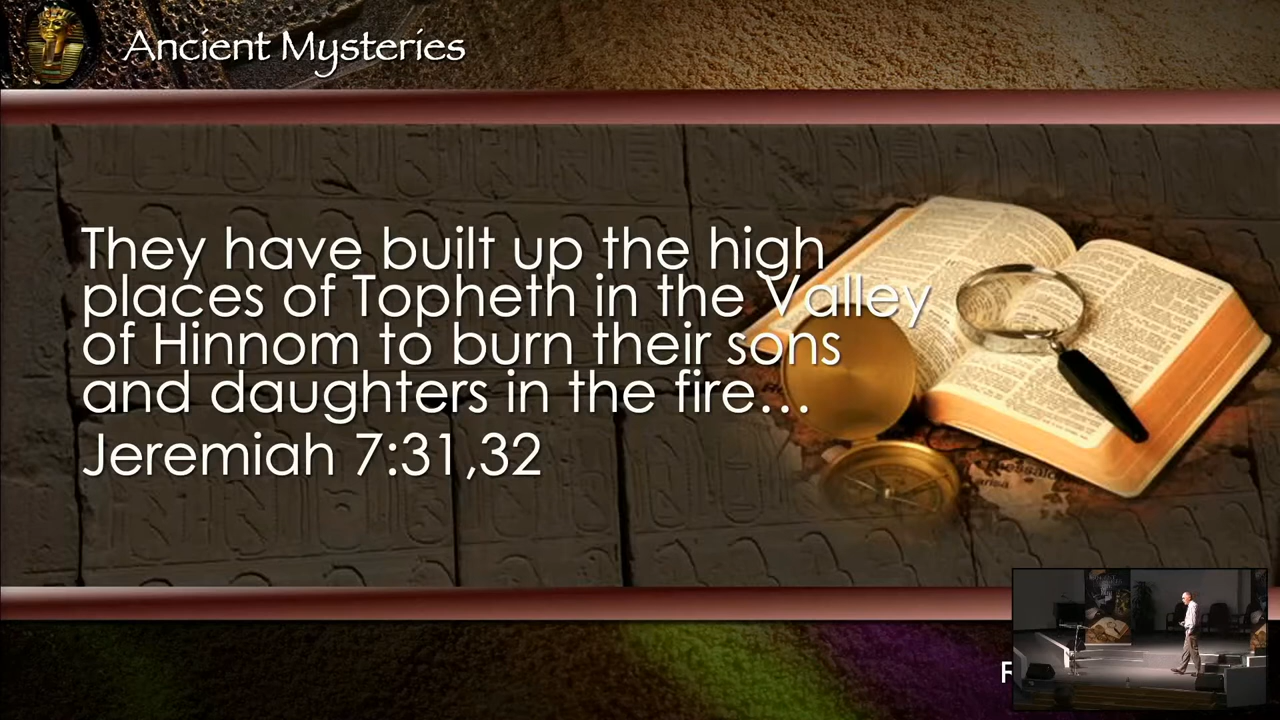 Ancient Mysteries
They have built up the high
places of Topheth in the Valley
of Hinnom to burn their sons
and daughters in the fire…
Jeremiah 7:31,32